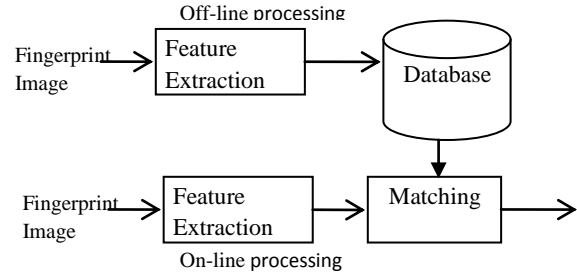 Off-line processing
Fingerprint
Image
Feature
Extraction
Database
Fingerprint
Image
Feature
Extraction
Matching
On-line processing